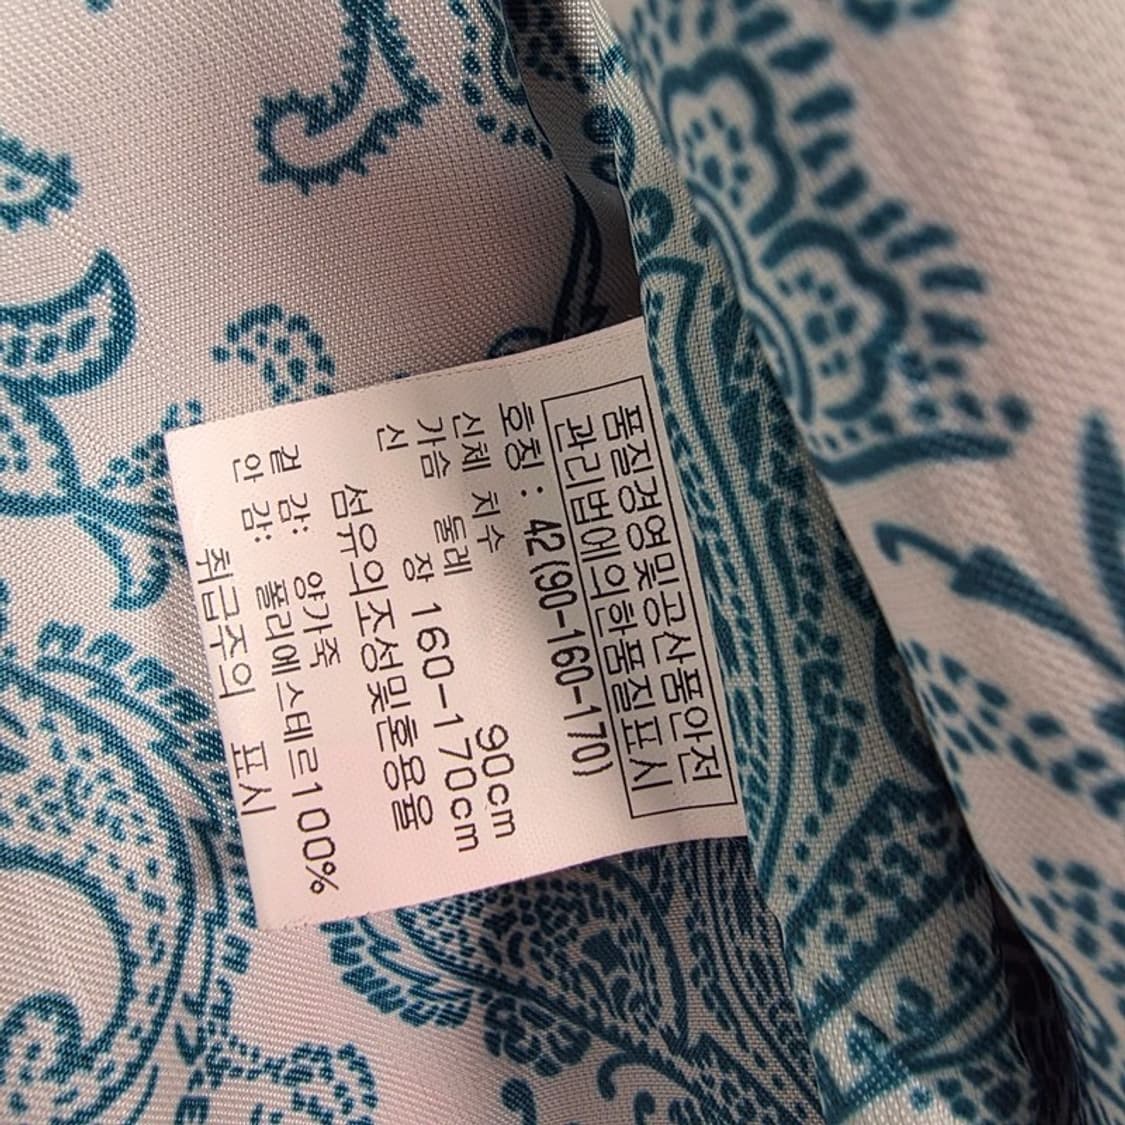 품질경영및공산품안전
관리법에의한품질표시
호칭: 42(90-160-170)
신체 치수
가슴 둘레 90cm
신 장 160-170cm
섬유의조성및혼용율
겉 감: 양가죽
안 감: 폴리에스테르100%
취급주의 표시